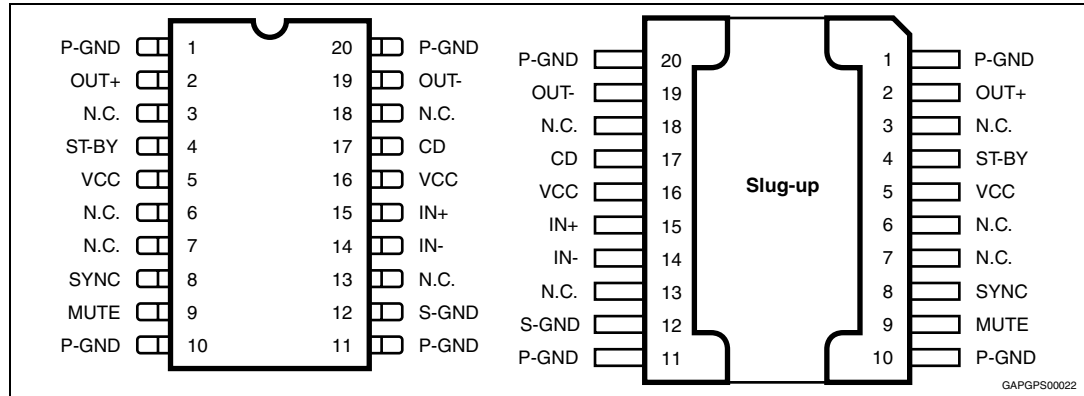 P-GND 1 20 P-GND
OUT+ 2 19 OUT-
N.C. 3 18 N.C.
ST-BY 4 17 CD
VCC 5 16 VCC
N.C. 6 15 IN+
N.C. 7 14 IN-
SYNC 8 13 N.C.
MUTE 9 12 S-GND
P-GND 10 11 P-GND
P-GND 20 1 P-GND
OUT- 19 2 OUT+
N.C. 18 3 N.C.
CD 17 4 ST-BY
VCC 16 Slug-up 5 VCC
IN+ 15 6 N.C.
IN- 14 7 N.C.
N.C. 13 8 SYNC
S-GND 12 9 MUTE
P-GND 11 10 P-GND
GAPGPS00022